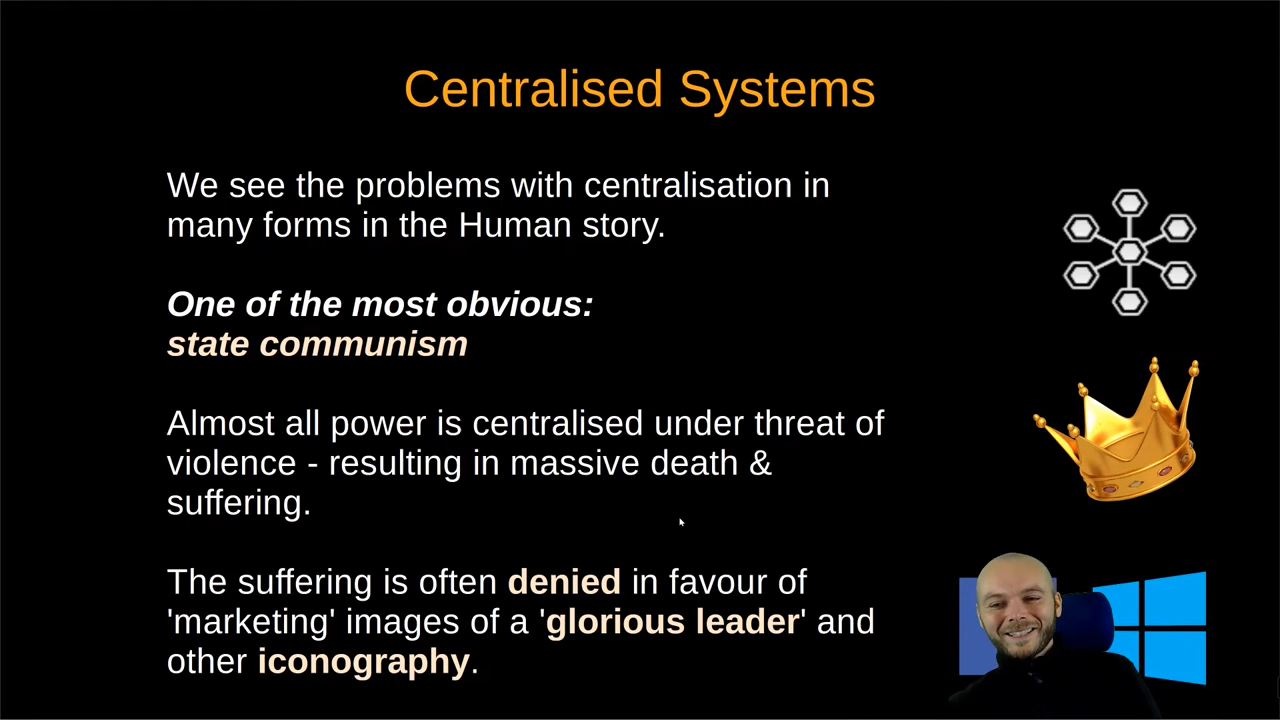 Centralised Systems
We see the problems with centralisation in
many forms in the Human story.
One of the most obvious:
state communism
Almost all power is centralised under threat of
violence - resulting in massive death &
suffering.
The suffering is often denied in favour of
'marketing' images of a 'glorious leader' and
other iconography.